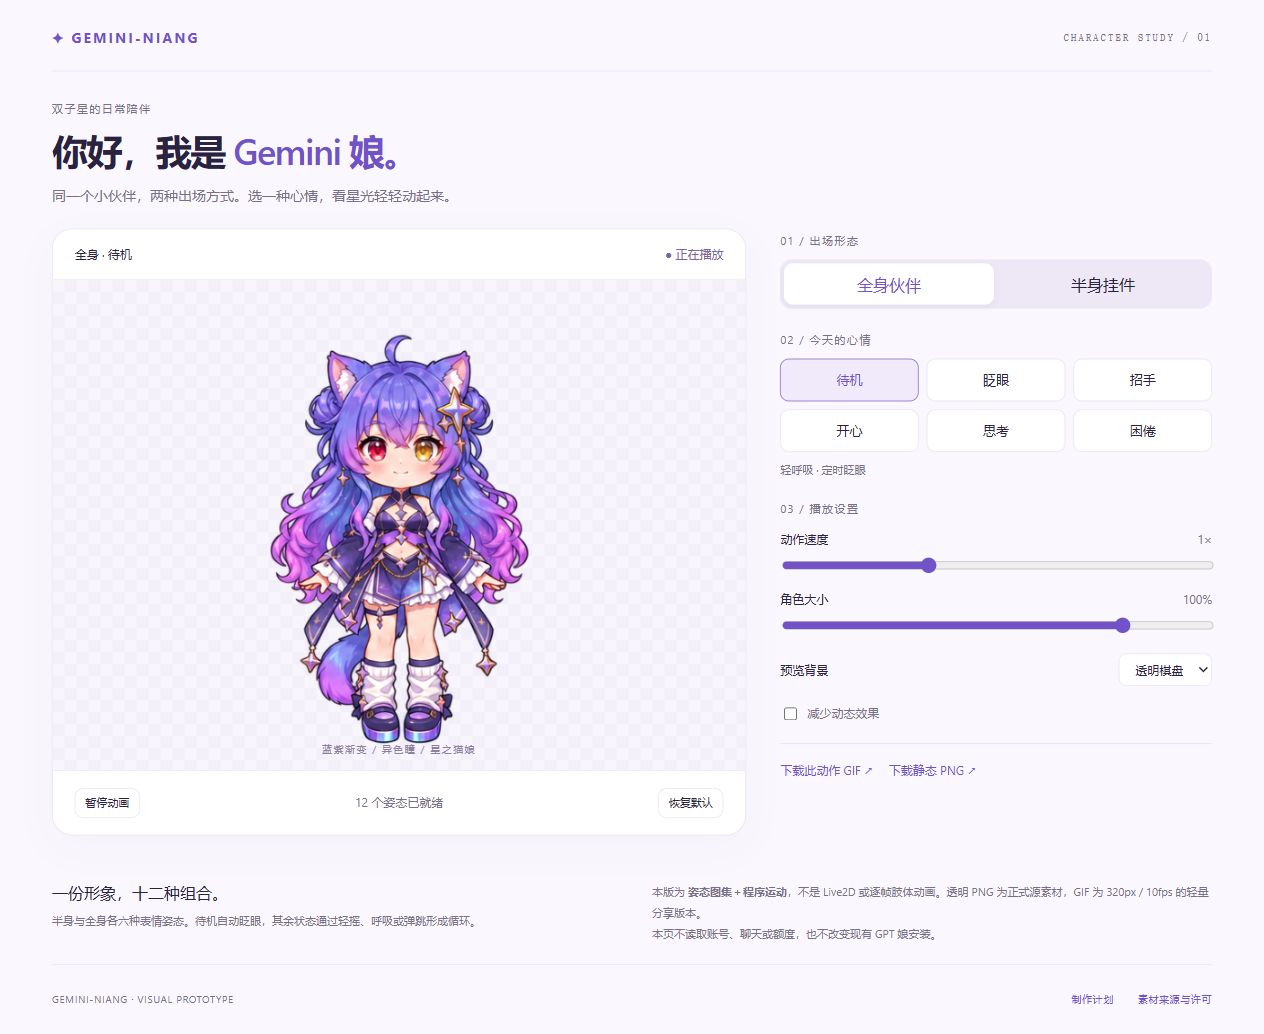 ✦ GEMINI-NIANG
CHARACTER STUDY / 01
双子星的日常陪伴
你好，我是 Gemini 娘。
同一个小伙伴，两种出场方式。选一种心情，看星光轻轻动起来。
全身 · 待机
● 正在播放
蓝紫渐变 / 异色瞳 / 星之猫娘
暂停动画
12 个姿态已就绪
恢复默认
01 / 出场形态
全身伙伴
半身挂件
02 / 今天的心情
待机
眨眼
招手
开心
思考
困倦
轻呼吸 · 定时眨眼
03 / 播放设置
动作速度
1×
角色大小
100%
预览背景
透明棋盘
减少动态效果
下载此动作 GIF ↗
下载静态 PNG ↗
一份形象，十二种组合。
半身与全身各六种表情姿态。待机自动眨眼，其余状态通过轻摇、呼吸或弹跳形成循环。
本版为 姿态图集 + 程序运动，不是 Live2D 或逐帧肢体动画。透明 PNG 为正式源素材，GIF 为 320px / 10fps 的轻量
分享版本。
本页不读取账号、聊天或额度，也不改变现有 GPT 娘安装。
GEMINI-NIANG · VISUAL PROTOTYPE
制作计划
素材来源与许可